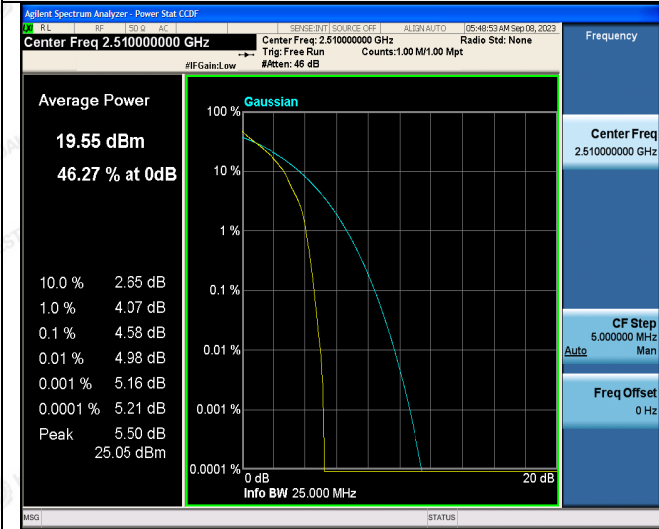 Agilent Spectrum Analyzer - Power Stat CCDF
RL RF 50 Ω AC SENSE:INT SOURCE OFF ALIGN AUTO 05:48:53 AM Sep 08, 2023
Center Freq 2.510000000 GHz
Center Freq: 2.510000000 GHz Radio Std: None
Trig: Free Run Counts:1.00 M/1.00 Mpt
#IFGain:Low #Atten: 46 dB
Frequency
Average Power
19.55 dBm
46.27 % at 0dB
10.0 % 2.65 dB
1.0 % 4.07 dB
0.1 % 4.58 dB
0.01 % 4.98 dB
0.001 % 5.16 dB
0.0001 % 5.21 dB
Peak 5.50 dB
25.05 dBm
Gaussian
100 %
10 %
1 %
0.1 %
0.01 %
0.001 %
0.0001 %
0 dB 20 dB
Info BW 25.000 MHz
Center Freq
2.510000000 GHz
CF Step
5.000000 MHz
Auto Man
Freq Offset
0 Hz
MSG STATUS